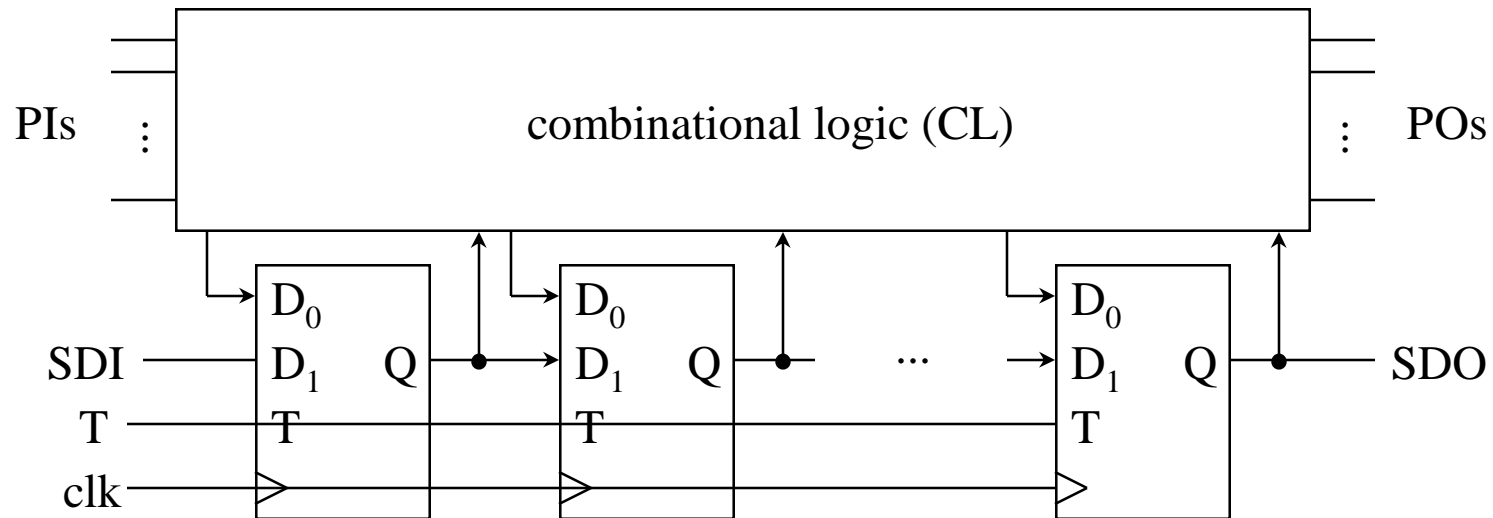 PIs ⋮ combinational logic (CL) ⋮ POs
D₀ D₀ D₀
SDI D₁ Q D₁ Q ... D₁ Q SDO
T T T T
clk